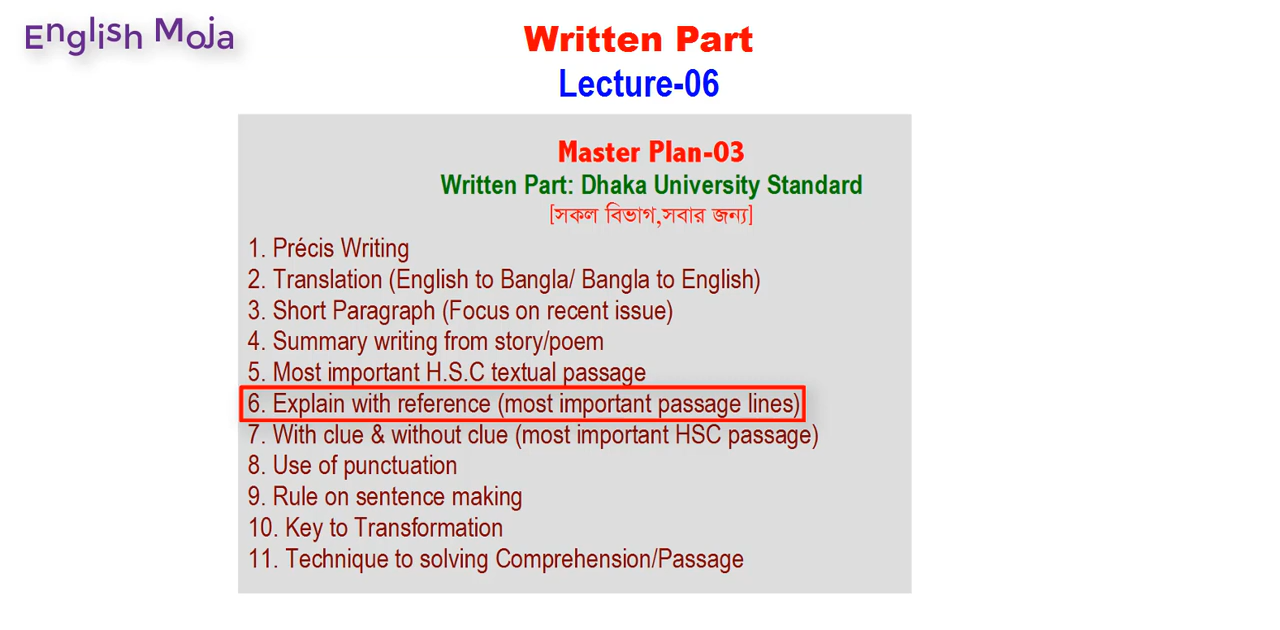 English Moja
Written Part
Lecture-06
Master Plan-03
Written Part: Dhaka University Standard
[সকল বিভাগ,সবার জন্য]
1. Précis Writing
2. Translation (English to Bangla/ Bangla to English)
3. Short Paragraph (Focus on recent issue)
4. Summary writing from story/poem
5. Most important H.S.C textual passage
6. Explain with reference (most important passage lines)
7. With clue & without clue (most important HSC passage)
8. Use of punctuation
9. Rule on sentence making
10. Key to Transformation
11. Technique to solving Comprehension/Passage